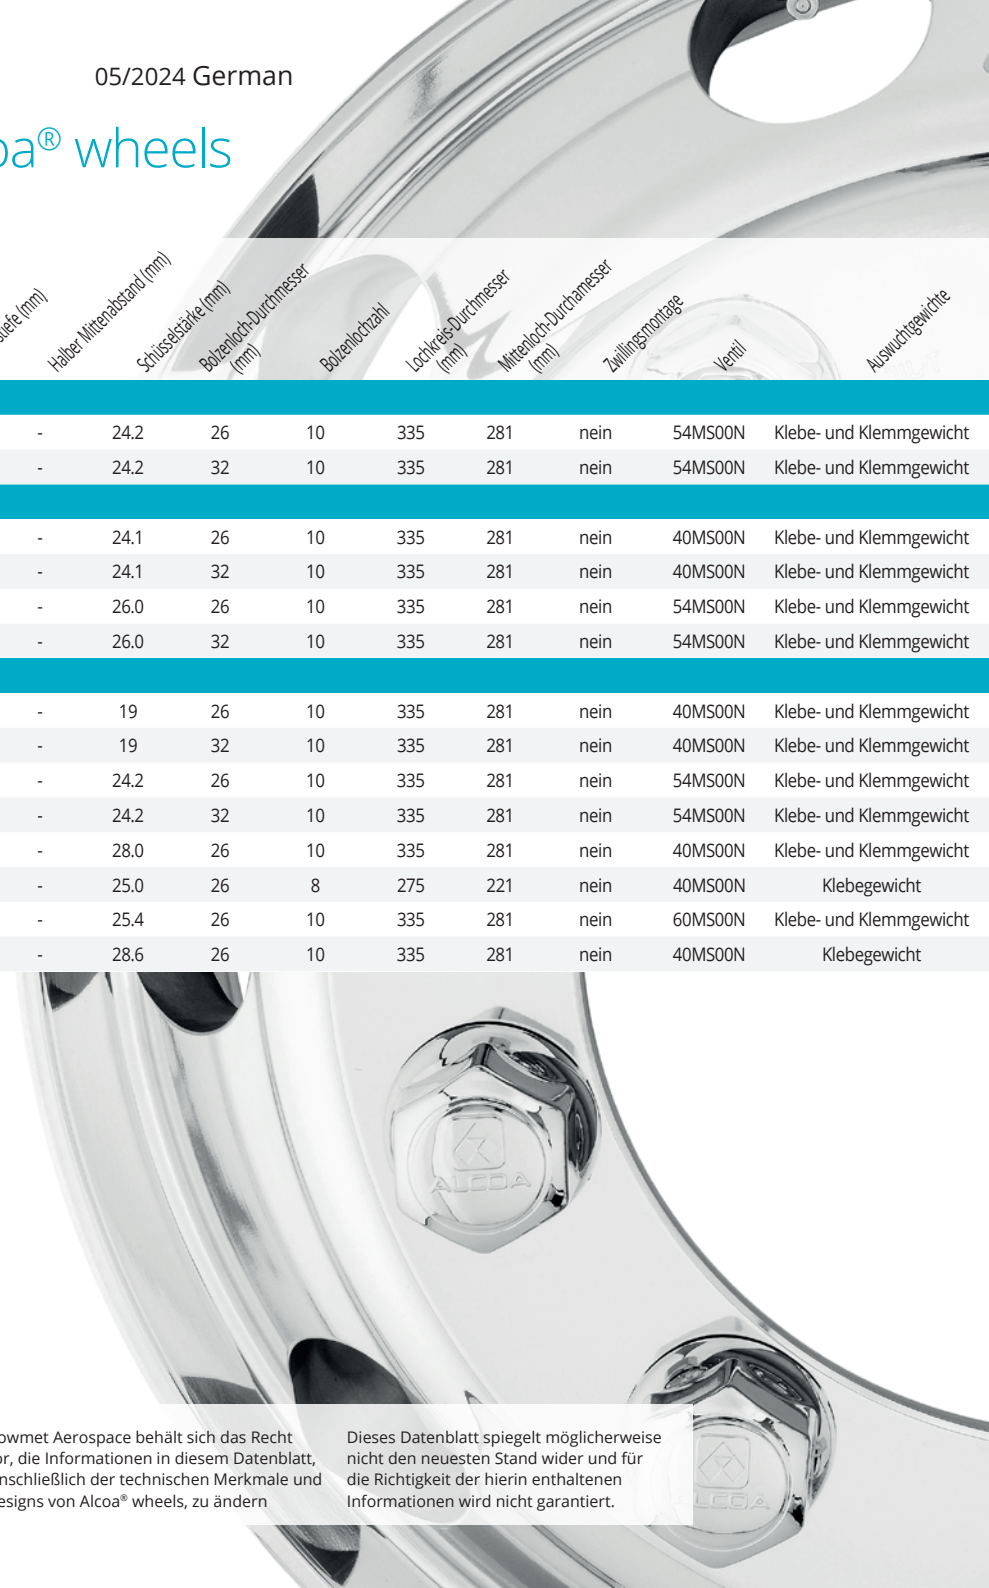 05/2024 German
oa® wheels
tiefe (mm)
Halber Mittenabstand (mm)
Schüsselstärke (mm)
Bolzenloch-Durchmesser
(mm)
Bolzenlochzahl
Lochkreis-Durchmesser
(mm)
Mittenloch-Durchamesser
(mm)
Zwillingsmontage
Ventil
Auswuchtgewichte
- 24.2 26 10 335 281 nein 54MS00N Klebe- und Klemmgewicht
- 24.2 32 10 335 281 nein 54MS00N Klebe- und Klemmgewicht
- 24.1 26 10 335 281 nein 40MS00N Klebe- und Klemmgewicht
- 24.1 32 10 335 281 nein 40MS00N Klebe- und Klemmgewicht
- 26.0 26 10 335 281 nein 54MS00N Klebe- und Klemmgewicht
- 26.0 32 10 335 281 nein 54MS00N Klebe- und Klemmgewicht
- 19 26 10 335 281 nein 40MS00N Klebe- und Klemmgewicht
- 19 32 10 335 281 nein 40MS00N Klebe- und Klemmgewicht
- 24.2 26 10 335 281 nein 54MS00N Klebe- und Klemmgewicht
- 24.2 32 10 335 281 nein 54MS00N Klebe- und Klemmgewicht
- 28.0 26 10 335 281 nein 40MS00N Klebe- und Klemmgewicht
- 25.0 26 8 275 221 nein 40MS00N Klebegewicht
- 25.4 26 10 335 281 nein 60MS00N Klebe- und Klemmgewicht
- 28.6 26 10 335 281 nein 40MS00N Klebegewicht
ALCOA
owmet Aerospace behält sich das Recht
or, die Informationen in diesem Datenblatt,
nschließlich der technischen Merkmale und
esigns von Alcoa® wheels, zu ändern
Dieses Datenblatt spiegelt möglicherweise
nicht den neuesten Stand wider und für
die Richtigkeit der hierin enthaltenen
Informationen wird nicht garantiert.
ALCOA